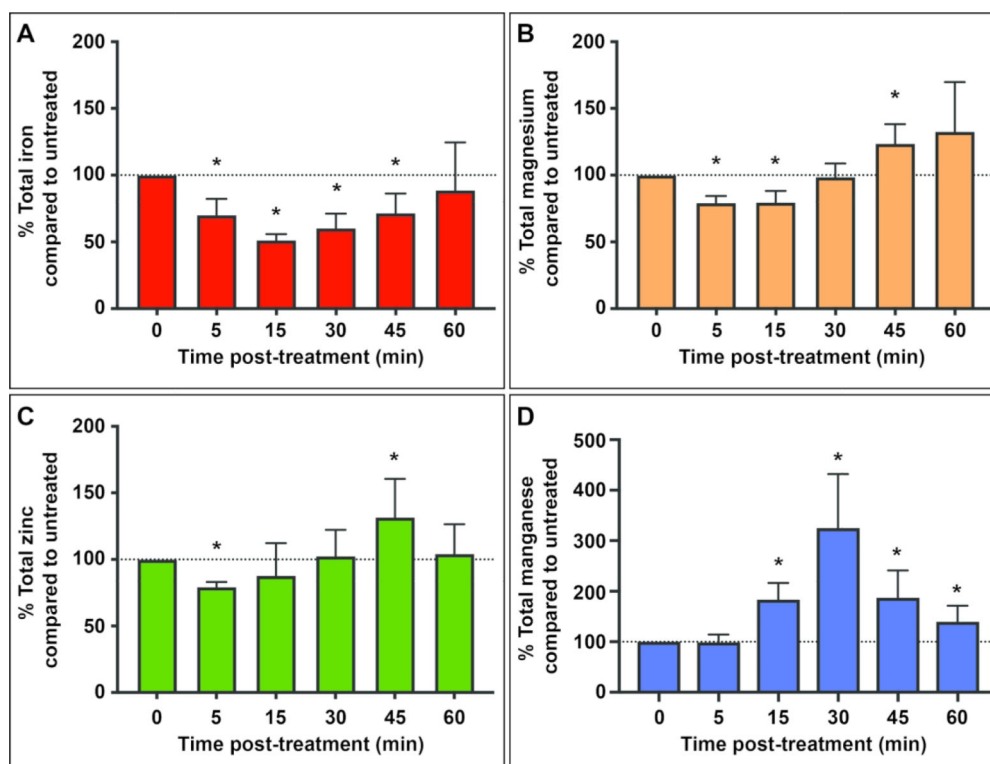 A
% Total iron
compared to untreated
200
150
100
50
0
*
*
*
*
0 5 15 30 45 60
Time post-treatment (min)
B
% Total magnesium
compared to untreated
200
150
100
50
0
*
*
*
0 5 15 30 45 60
Time post-treatment (min)
C
% Total zinc
compared to untreated
200
150
100
50
0
*
*
0 5 15 30 45 60
Time post-treatment (min)
D
% Total manganese
compared to untreated
500
400
300
200
100
0
*
*
*
*
0 5 15 30 45 60
Time post-treatment (min)